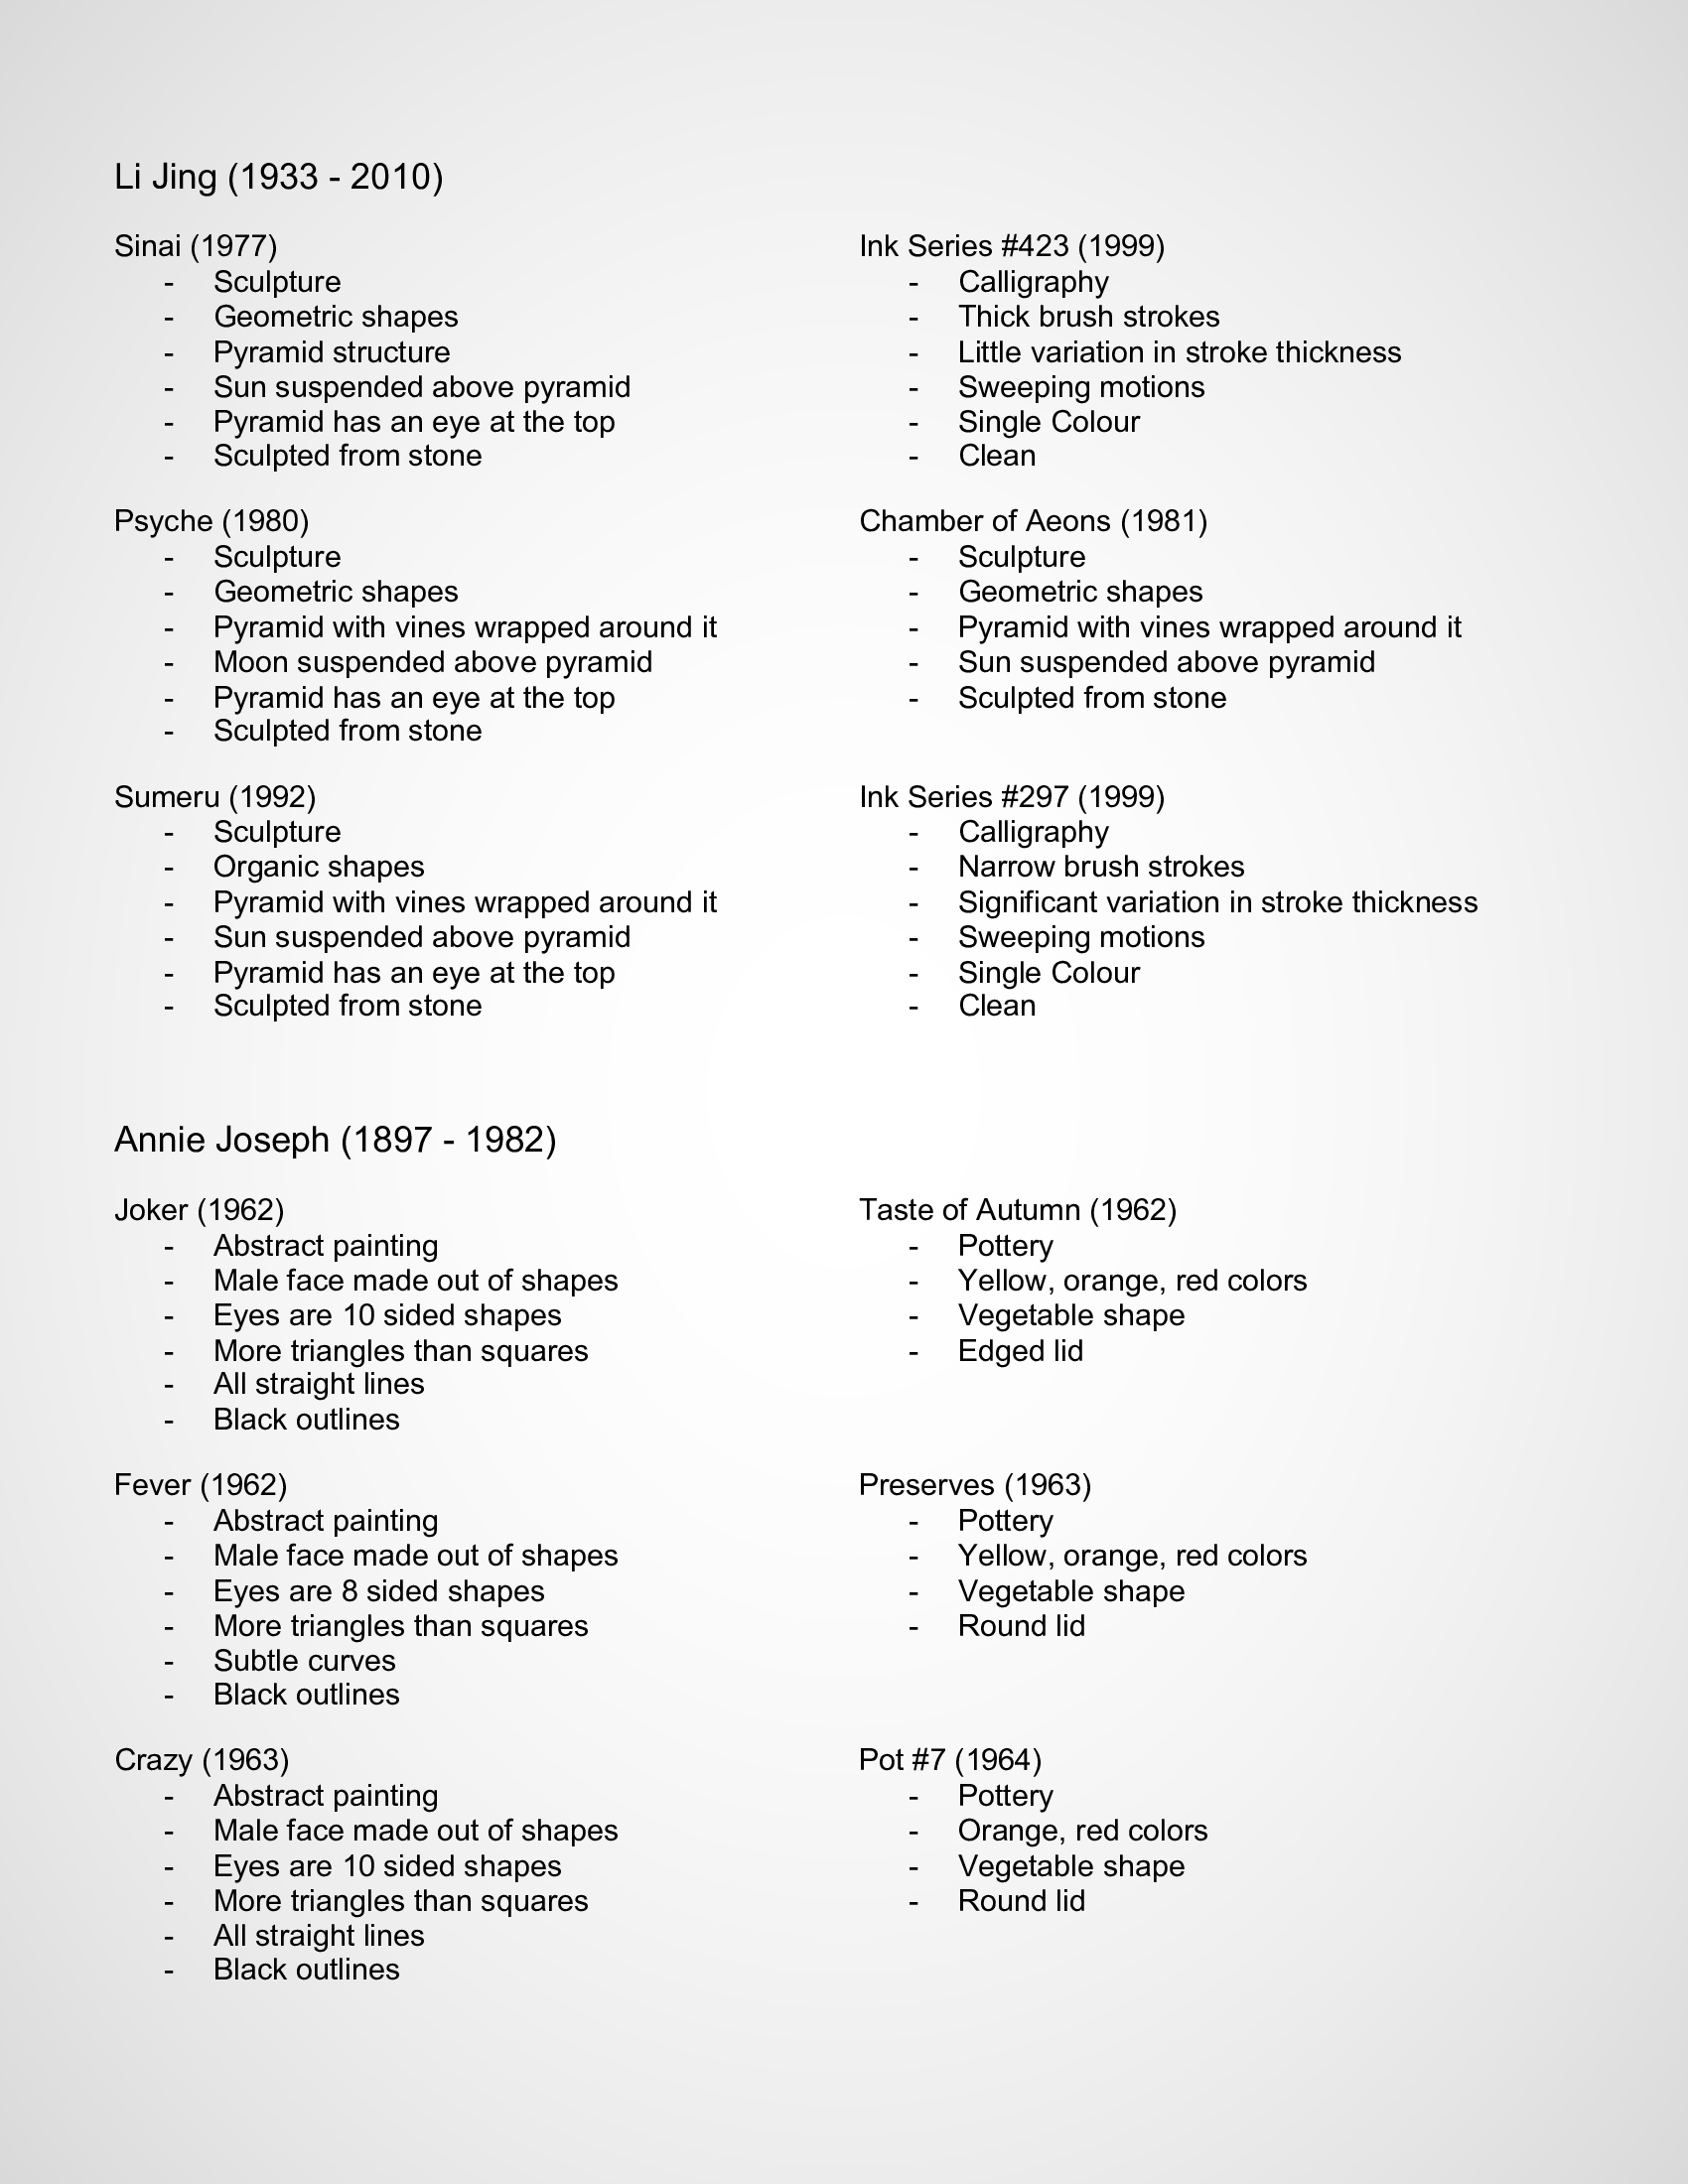 Li Jing (1933 - 2010)
Sinai (1977)
- Sculpture
- Geometric shapes
- Pyramid structure
- Sun suspended above pyramid
- Pyramid has an eye at the top
- Sculpted from stone
Psyche (1980)
- Sculpture
- Geometric shapes
- Pyramid with vines wrapped around it
- Moon suspended above pyramid
- Pyramid has an eye at the top
- Sculpted from stone
Sumeru (1992)
- Sculpture
- Organic shapes
- Pyramid with vines wrapped around it
- Sun suspended above pyramid
- Pyramid has an eye at the top
- Sculpted from stone
Ink Series #423 (1999)
- Calligraphy
- Thick brush strokes
- Little variation in stroke thickness
- Sweeping motions
- Single Colour
- Clean
Chamber of Aeons (1981)
- Sculpture
- Geometric shapes
- Pyramid with vines wrapped around it
- Sun suspended above pyramid
- Sculpted from stone
Ink Series #297 (1999)
- Calligraphy
- Narrow brush strokes
- Significant variation in stroke thickness
- Sweeping motions
- Single Colour
- Clean
Annie Joseph (1897 - 1982)
Joker (1962)
- Abstract painting
- Male face made out of shapes
- Eyes are 10 sided shapes
- More triangles than squares
- All straight lines
- Black outlines
Fever (1962)
- Abstract painting
- Male face made out of shapes
- Eyes are 8 sided shapes
- More triangles than squares
- Subtle curves
- Black outlines
Crazy (1963)
- Abstract painting
- Male face made out of shapes
- Eyes are 10 sided shapes
- More triangles than squares
- All straight lines
- Black outlines
Taste of Autumn (1962)
- Pottery
- Yellow, orange, red colors
- Vegetable shape
- Edged lid
Preserves (1963)
- Pottery
- Yellow, orange, red colors
- Vegetable shape
- Round lid
Pot #7 (1964)
- Pottery
- Orange, red colors
- Vegetable shape
- Round lid